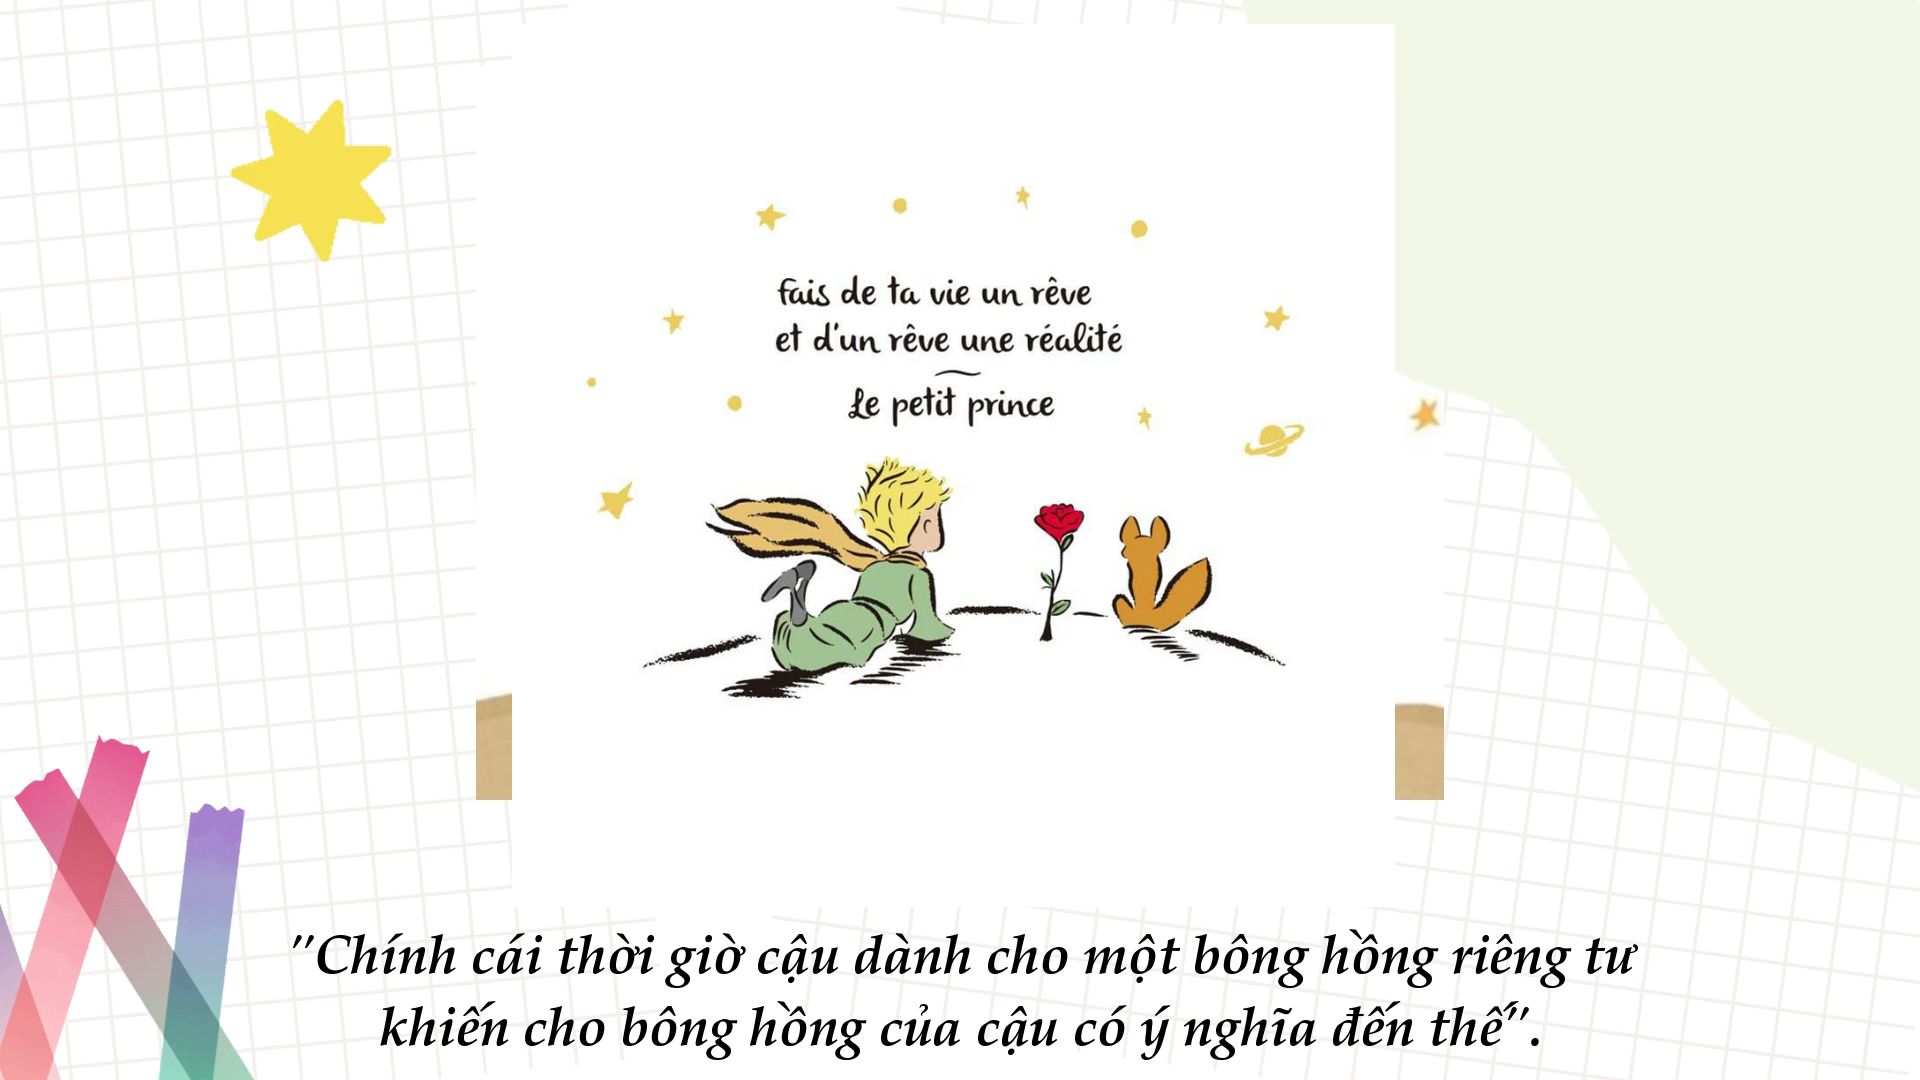 fais de ta vie un rêve
et d'un rêve une réalité
Le petit prince
"Chính cái thời giờ cậu dành cho một bông hồng riêng tư
khiến cho bông hồng của cậu có ý nghĩa đến thế".